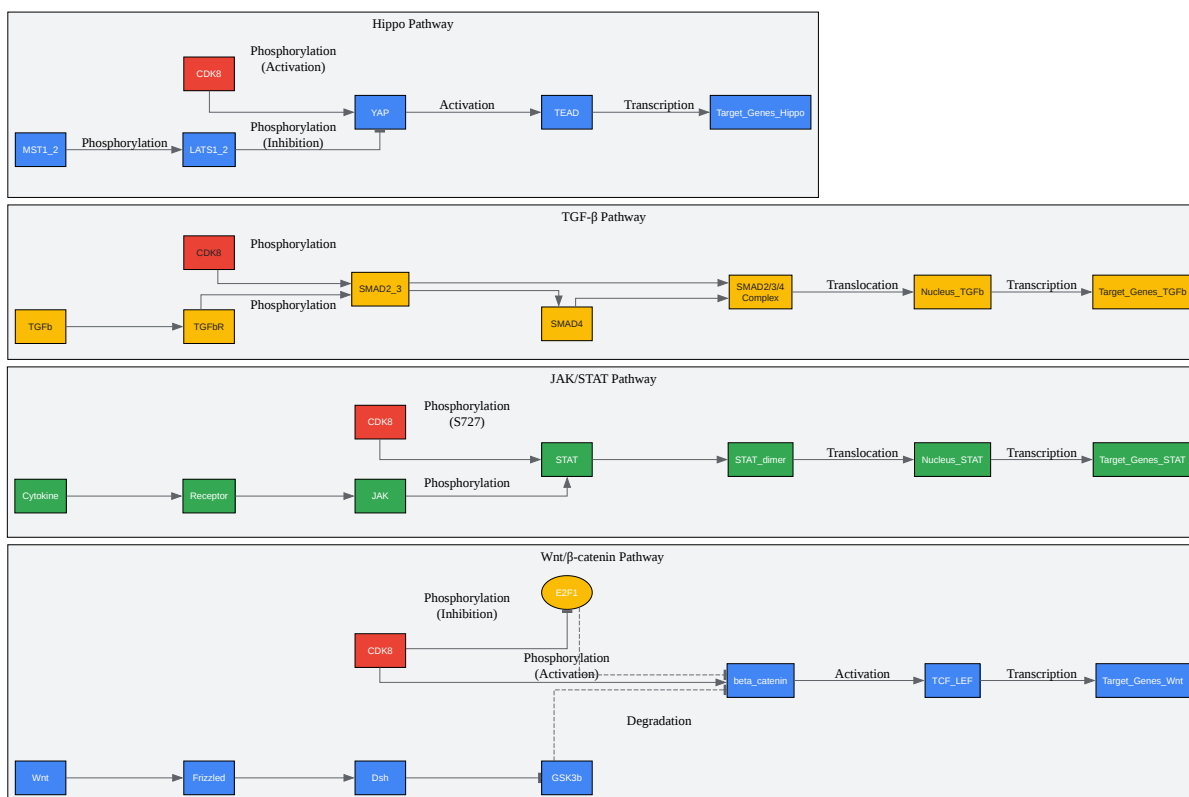 Hippo Pathway
Phosphorylation
(Activation)
CDK8
YAP
Activation
TEAD
Transcription
Target_Genes_Hippo
Phosphorylation
(Inhibition)
MST1_2
Phosphorylation
LATS1_2
TGF-β Pathway
CDK8
Phosphorylation
SMAD2_3
Phosphorylation
SMAD2/3/4
Complex
Translocation
Nucleus_TGFb
Transcription
Target_Genes_TGFb
TGFb
TGFbR
SMAD4
JAK/STAT Pathway
CDK8
Phosphorylation
(S727)
STAT
STAT_dimer
Translocation
Nucleus_STAT
Transcription
Target_Genes_STAT
Cytokine
Receptor
JAK
Phosphorylation
Wnt/β-catenin Pathway
E2F1
Phosphorylation
(Inhibition)
CDK8
Phosphorylation
(Activation)
beta_catenin
Activation
TCF_LEF
Transcription
Target_Genes_Wnt
Degradation
Wnt
Frizzled
Dsh
GSK3b